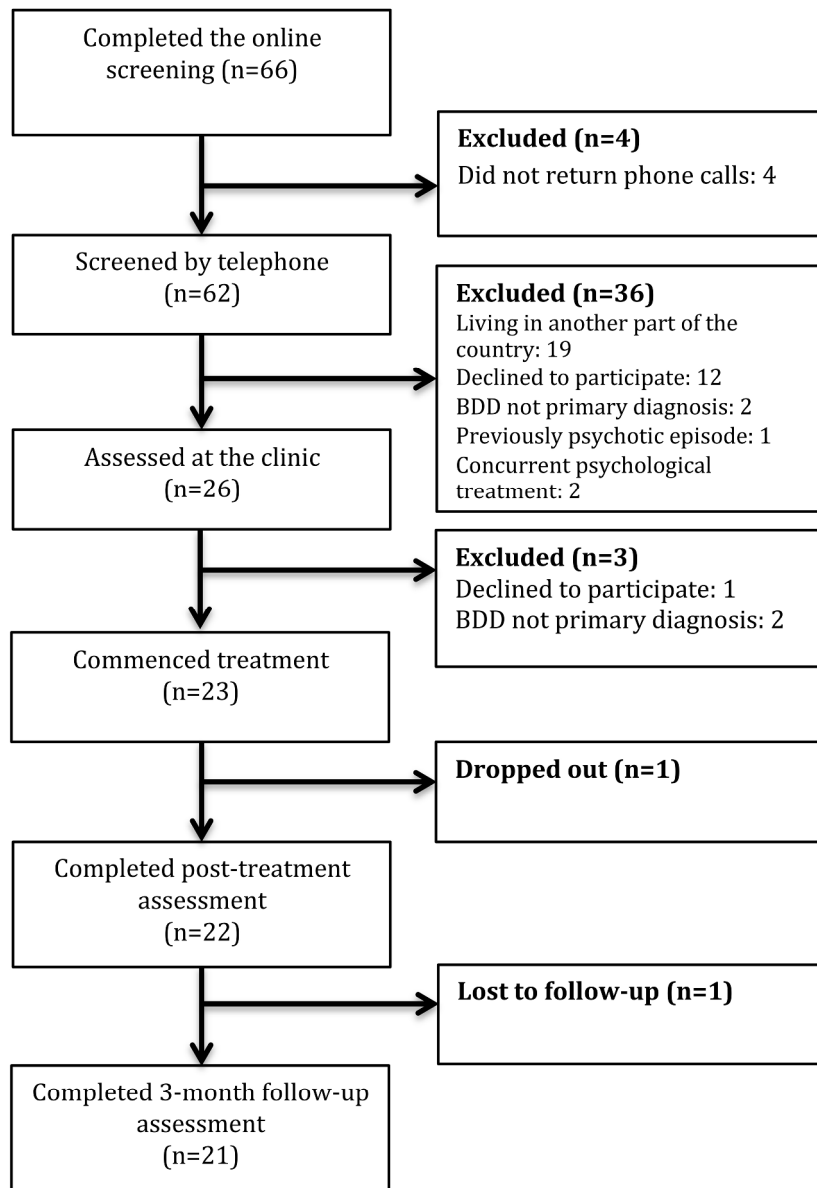 Completed the online
screening (n=66)
Excluded (n=4)
Did not return phone calls: 4
Screened by telephone
(n=62)
Excluded (n=36)
Living in another part of the
country: 19
Declined to participate: 12
BDD not primary diagnosis: 2
Previously psychotic episode: 1
Concurrent psychological
treatment: 2
Assessed at the clinic
(n=26)
Excluded (n=3)
Declined to participate: 1
BDD not primary diagnosis: 2
Commenced treatment
(n=23)
Dropped out (n=1)
Completed post-treatment
assessment
(n=22)
Lost to follow-up (n=1)
Completed 3-month follow-up
assessment
(n=21)